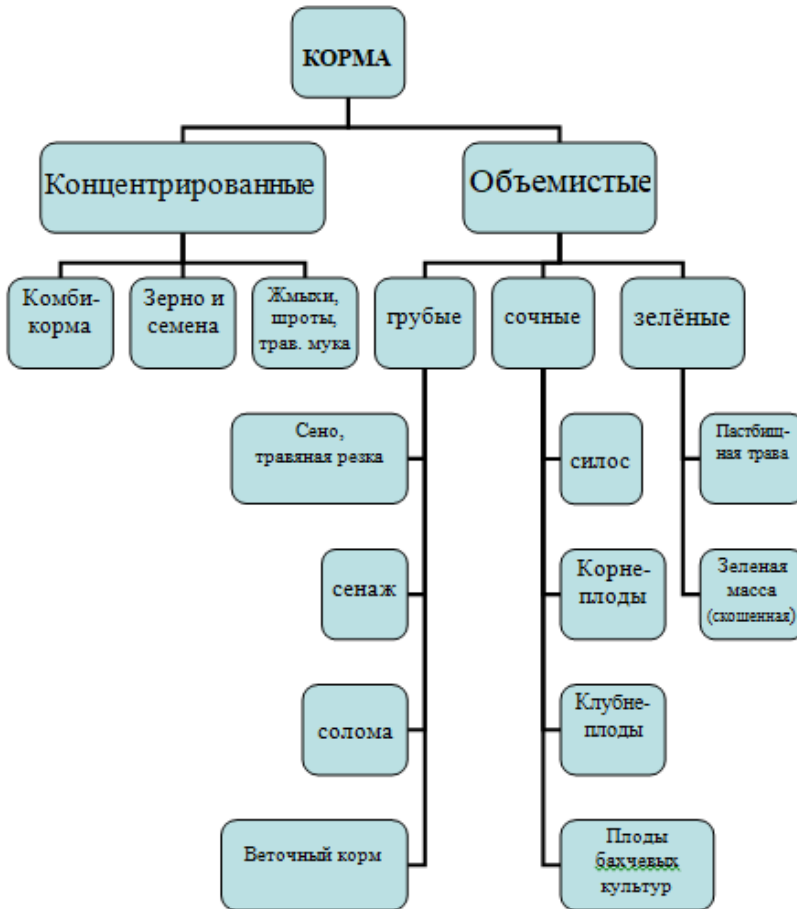 КОРМА
Концентрированные
Объемистые
Комби-
корма
Зерно и
семена
Жмыхи,
шроты,
трав. мука
грубые
сочные
зелёные
Сено,
травяная резка
силос
Пастбищ-
ная трава
сенаж
Корне-
плоды
Зеленая
масса
(скошенная)
солома
Клубне-
плоды
Веточный корм
Плоды
бахчевых
культур